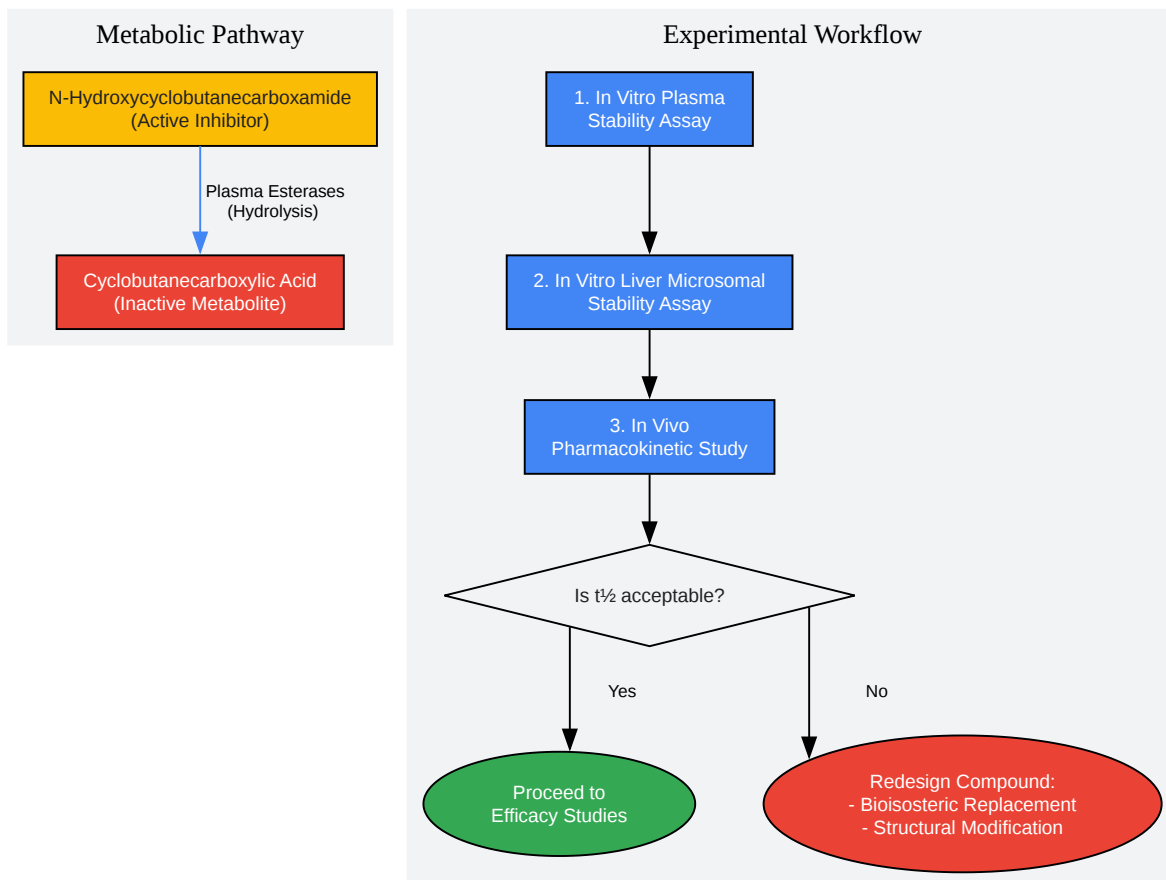 Metabolic Pathway
N-Hydroxycyclobutanecarboxamide
(Active Inhibitor)
Plasma Esterases
(Hydrolysis)
Cyclobutanecarboxylic Acid
(Inactive Metabolite)
Experimental Workflow
1. In Vitro Plasma
Stability Assay
2. In Vitro Liver Microsomal
Stability Assay
3. In Vivo
Pharmacokinetic Study
Is t½ acceptable?
Yes
No
Proceed to
Efficacy Studies
Redesign Compound:
- Bioisosteric Replacement
- Structural Modification